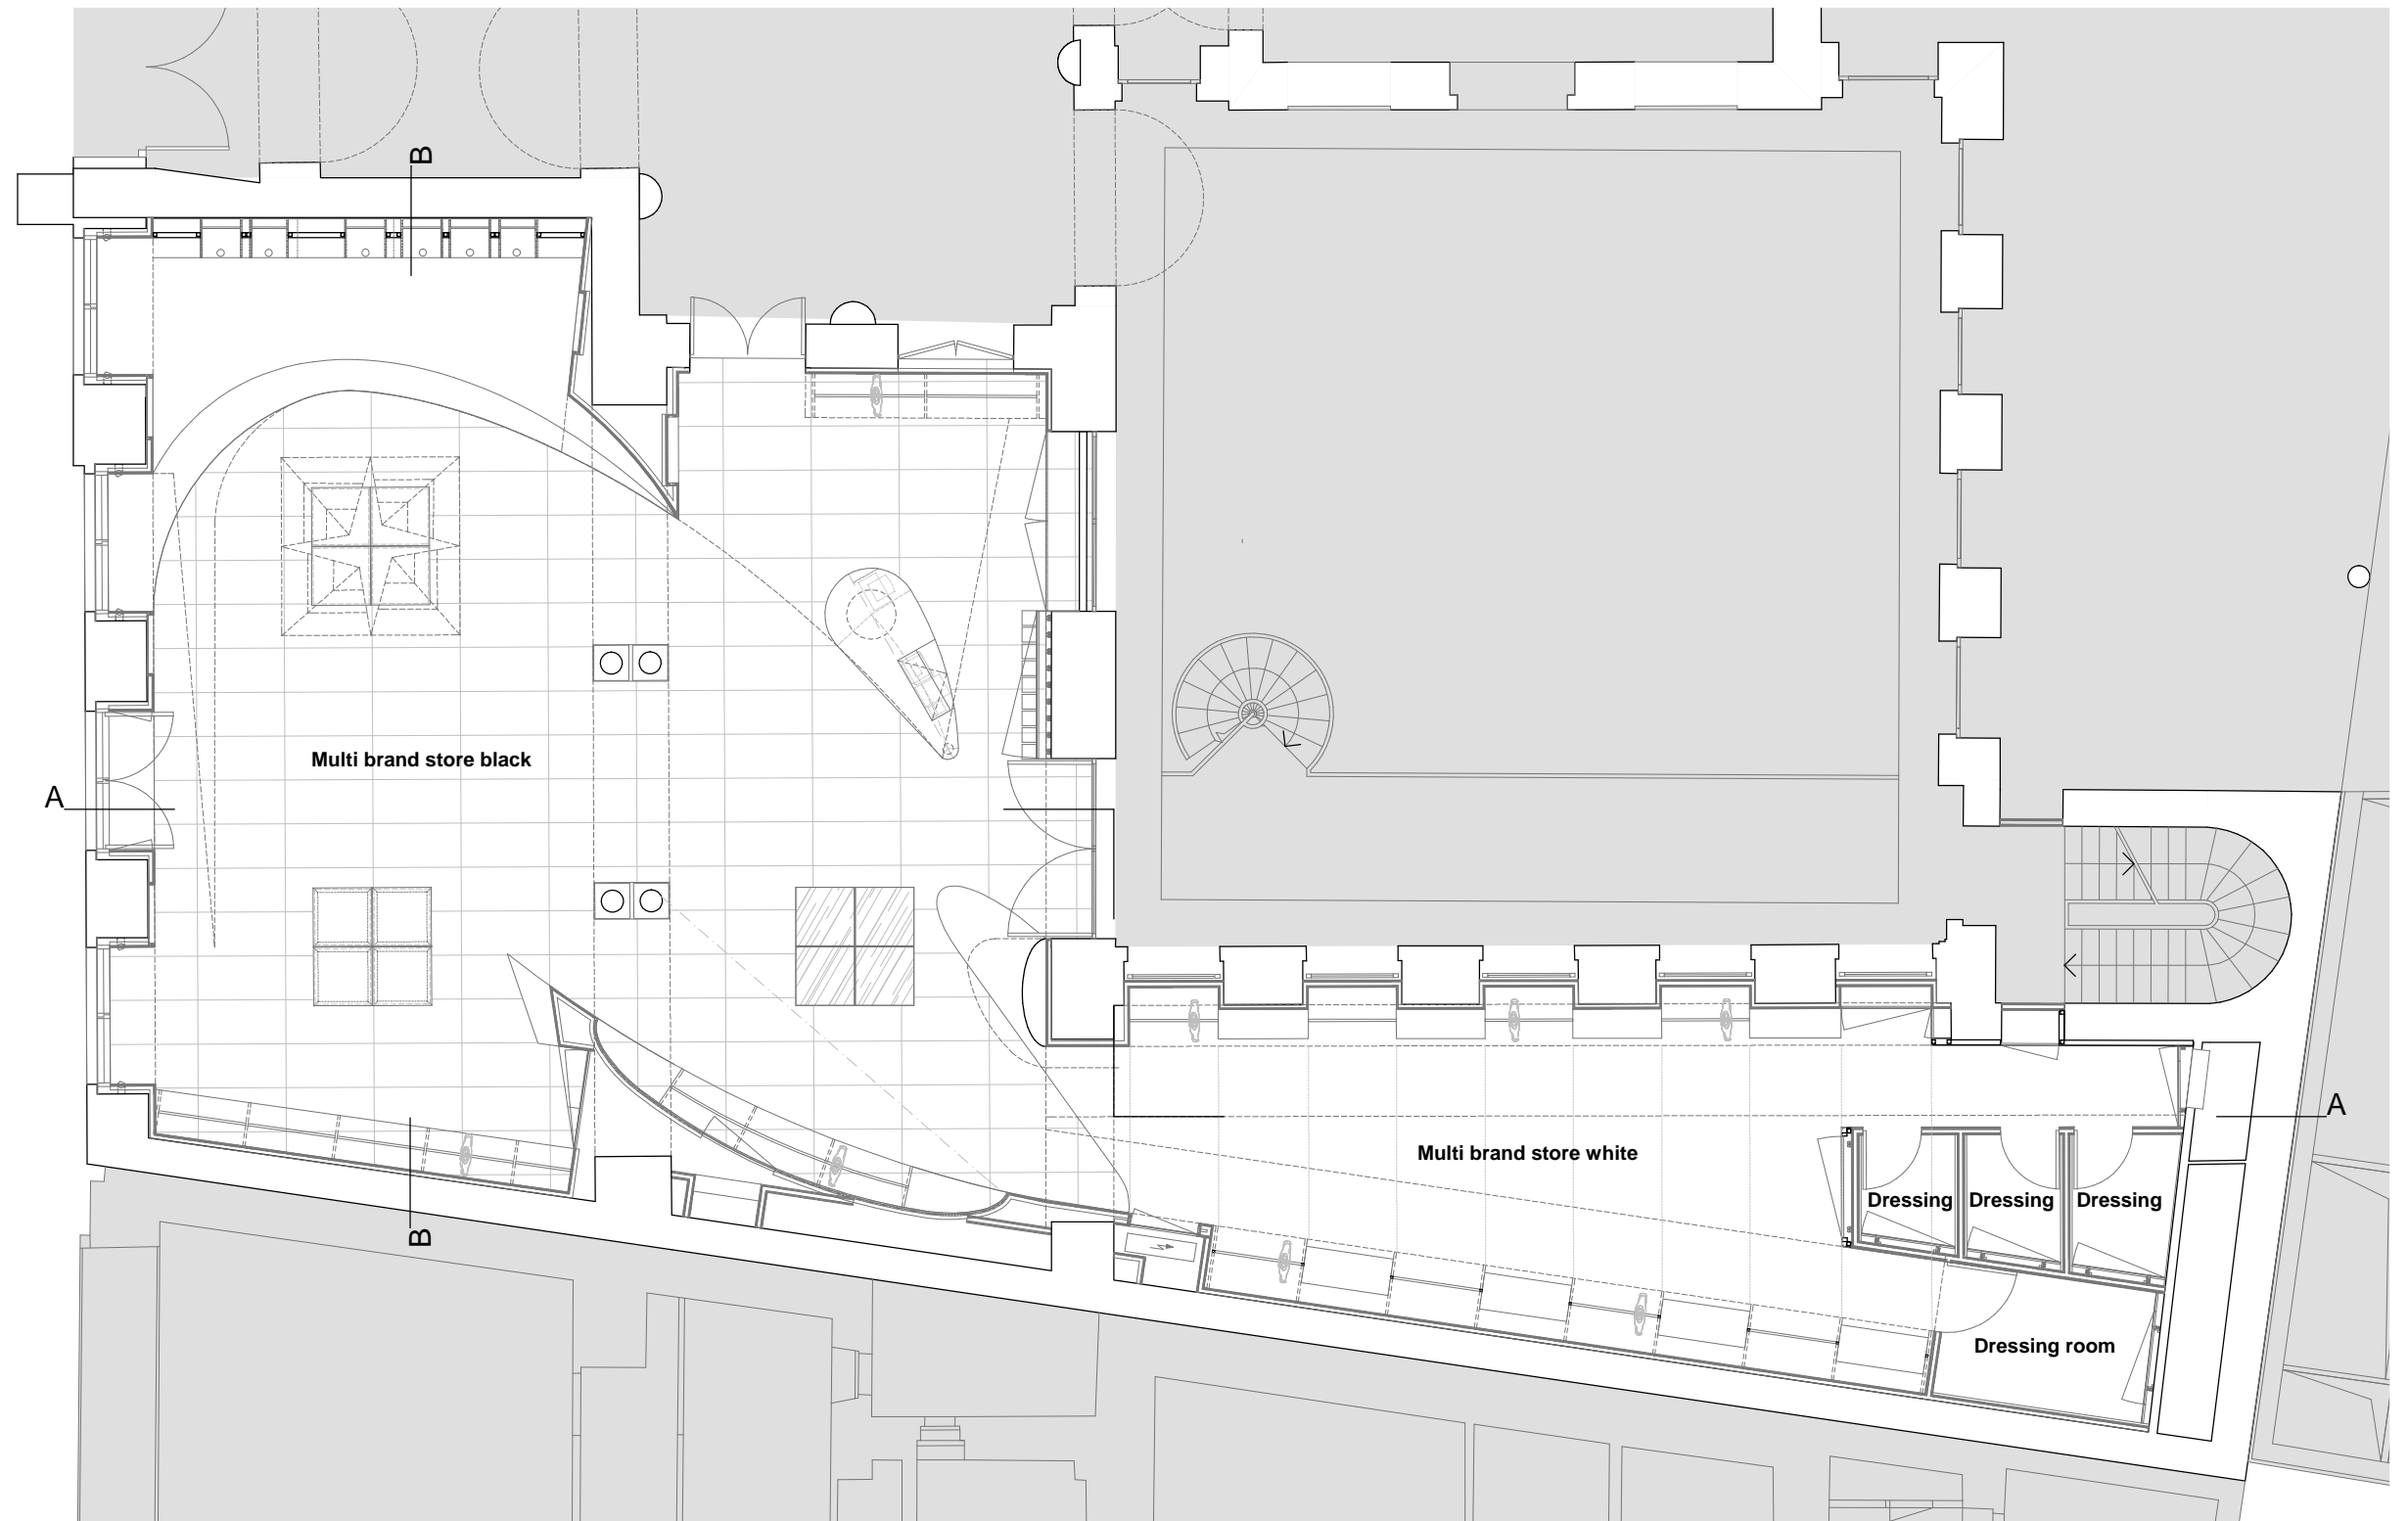 B
Multi brand store black
A
A
Multi brand store white
Dressing
Dressing
Dressing
B
Dressing room